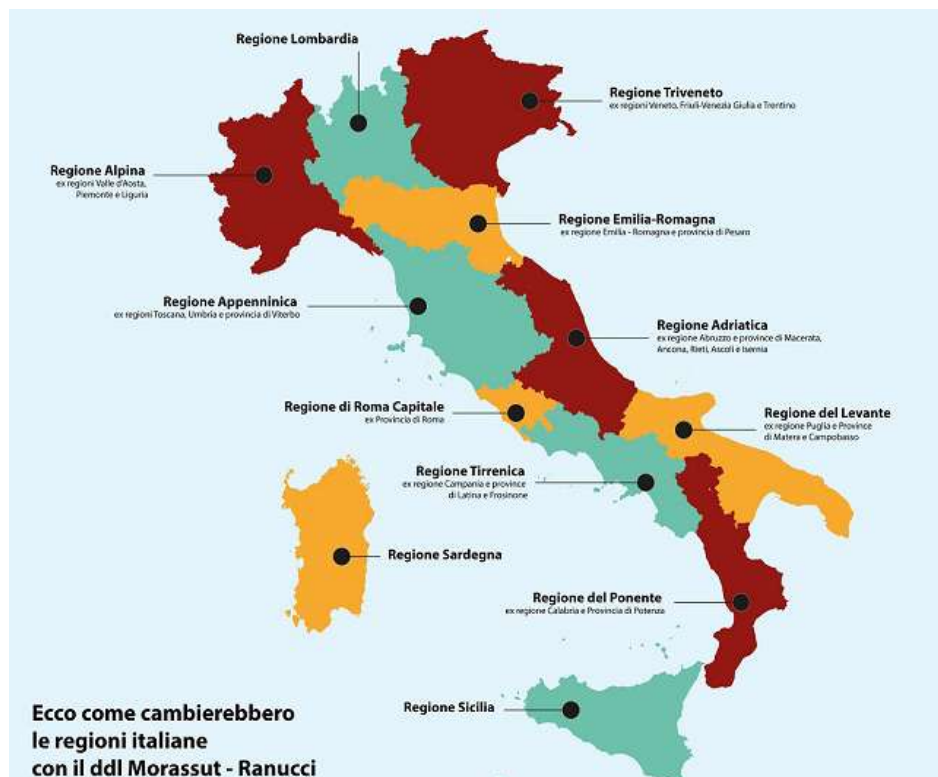 Regione Lombardia
Regione Triveneto
ex regioni Veneto, Friuli-Venezia Giulia e Trentino
Regione Alpina
ex regioni Valle d'Aosta,
Piemonte e Liguria
Regione Emilia-Romagna
ex regione Emilia - Romagna e provincia di Pesaro
Regione Appenninica
ex regioni Toscana, Umbria e provincia di Viterbo
Regione Adriatica
ex regione Abruzzo e province di Macerata,
Ancona, Rieti, Ascoli e Isernia
Regione di Roma Capitale
ex Provincia di Roma
Regione del Levante
ex regione Puglia e Province
di Matera e Campobasso
Regione Tirrenica
ex regione Campania e province
di Latina e Frosinone
Regione Sardegna
Regione del Ponente
ex regione Calabria e Provincia di Potenza
Regione Sicilia
Ecco come cambierebbero
le regioni italiane
con il ddl Morassut - Ranucci